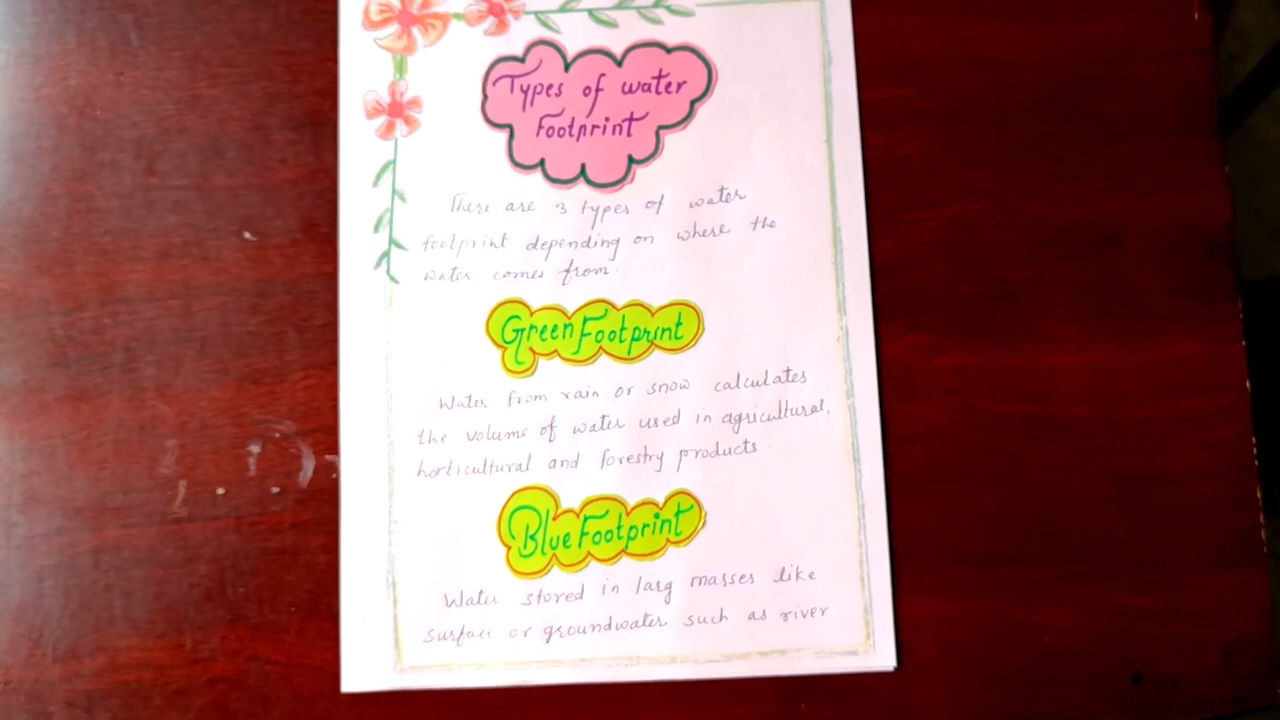 Types of water
Footprint
There are 3 types of water
footprint depending on where the
water comes from.
Green Footprint
Water from rain or snow calculates
the volume of water used in agricultural,
horticultural and forestry products.
Blue Footprint
Water stored in larg masses like
surface or groundwater such as river